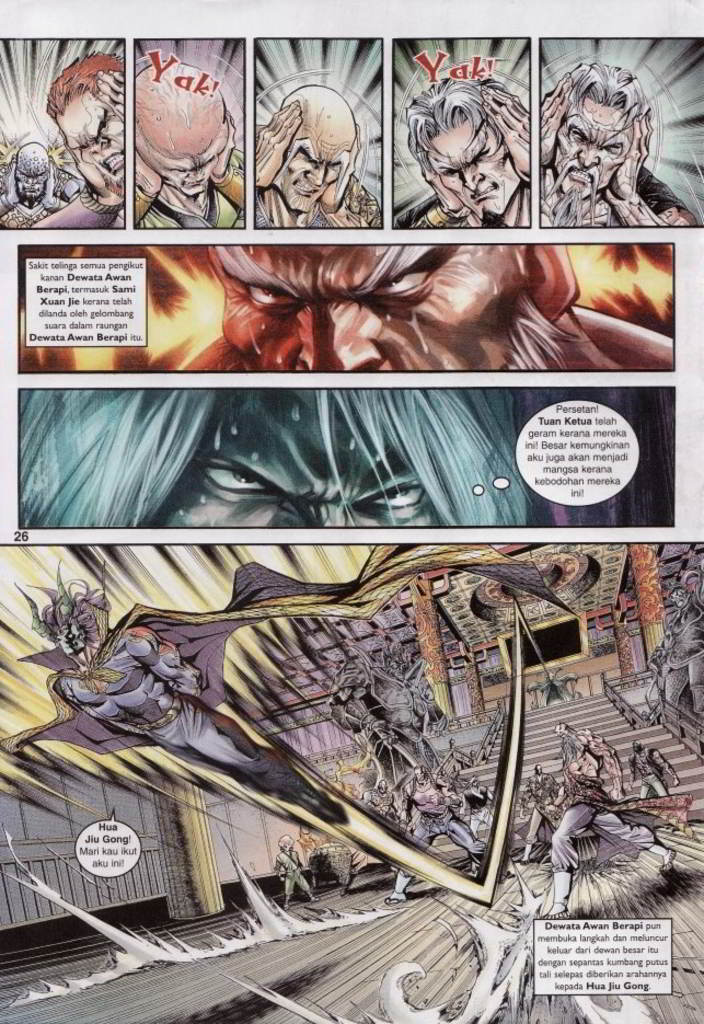 Yak!
Yak!
Sakit telinga semua pengikut
kanan Dewata Awan
Berapi, termasuk Sami
Xuan Jie kerana telah
dilanda oleh gelombang
suara dalam raungan
Dewata Awan Berapi itu.
Persetan!
Tuan Ketua telah
geram kerana mereka
ini! Besar kemungkinan
aku juga akan menjadi
mangsa kerana
kebodohan mereka
ini!
26
Hua
Jiu Gong!
Mari kau ikut
aku ini!
Dewata Awan Berapi pun
membuka langkah dan meluncur
keluar dari dewan besar itu
dengan sepantas kumbang putus
tali selepas diberikan arahannya
kepada Hua Jiu Gong.